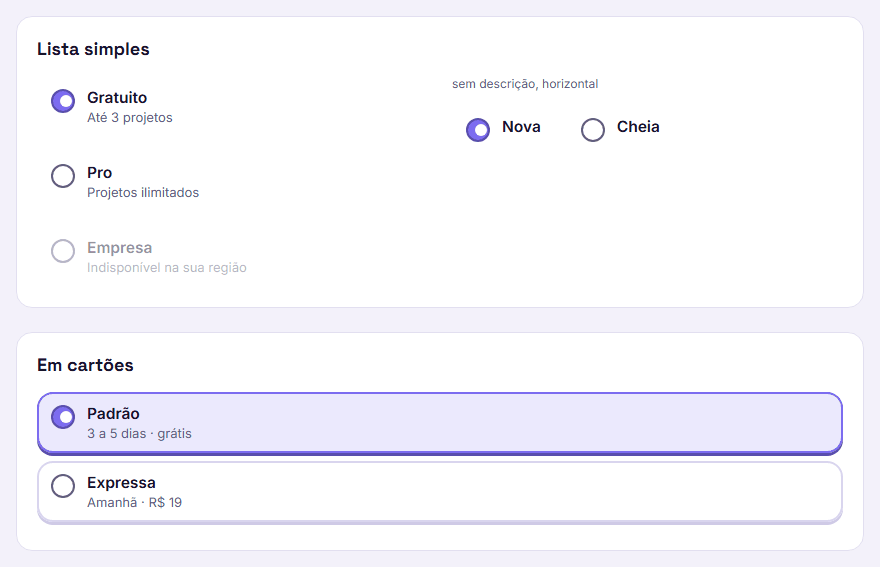 Lista simples
Gratuito
Até 3 projetos
Pro
Projetos ilimitados
Empresa
Indisponível na sua região
sem descrição, horizontal
Nova
Cheia
Em cartões
Padrão
3 a 5 dias · grátis
Expressa
Amanhã · R$ 19